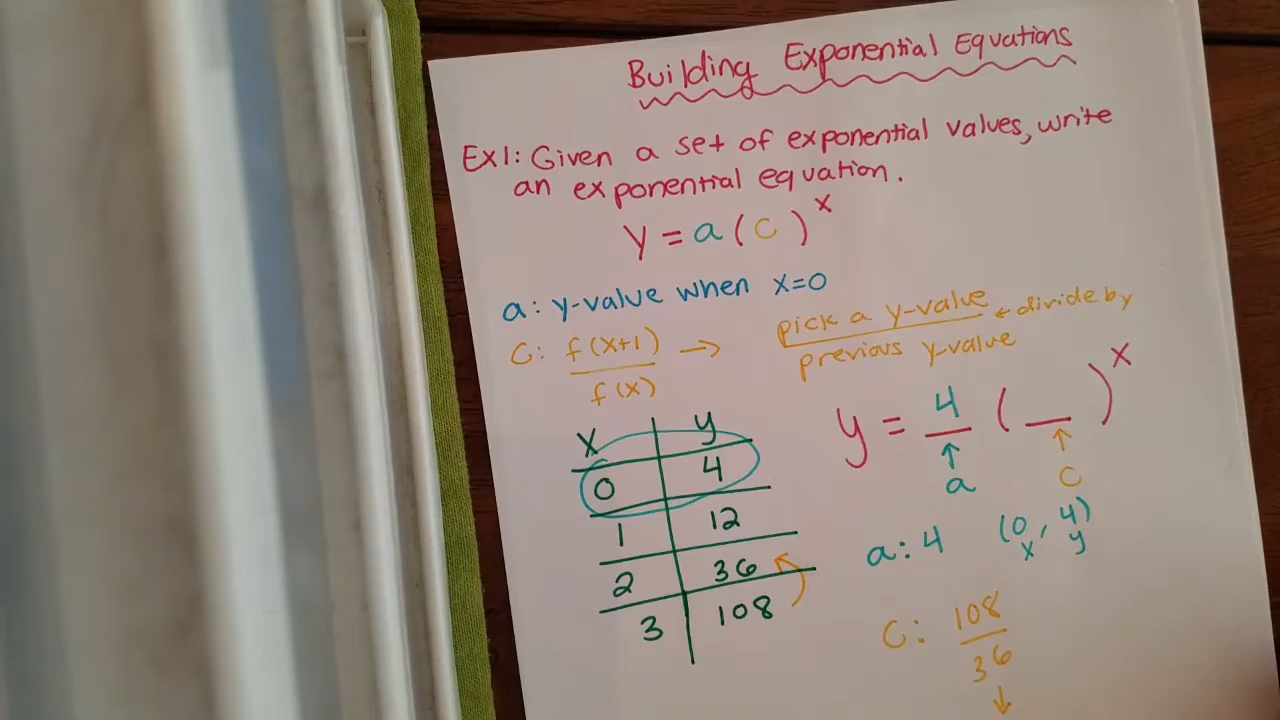 Building Exponential Equations
Ex1: Given a set of exponential values, write
an exponential equation.
y = a ( c )^x
a: y-value when x=0
c: f(x+1) / f(x) → pick a y-value / previous y-value ← divide by
x y
0 4
1 12
2 36
3 108
y = 4 ( __ )^x
↑ ↑
a c
a: 4 (0, 4)
x y
c: 108 / 36
↓